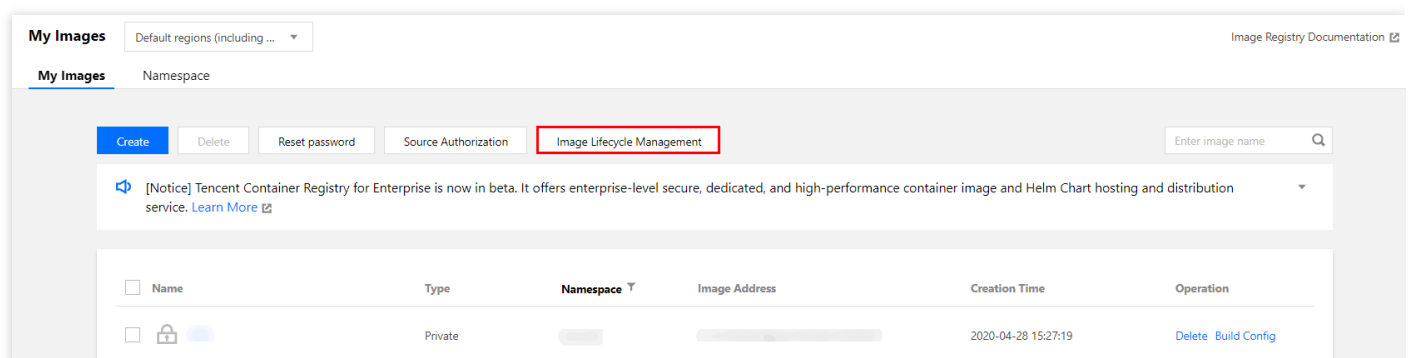 My Images Default regions (including ... Image Registry Documentation
My Images Namespace
Create Delete Reset password Source Authorization Image Lifecycle Management Enter image name
[Notice] Tencent Container Registry for Enterprise is now in beta. It offers enterprise-level secure, dedicated, and high-performance container image and Helm Chart hosting and distribution
service. Learn More
Name Type Namespace Image Address Creation Time Operation
Private 2020-04-28 15:27:19 Delete Build Config